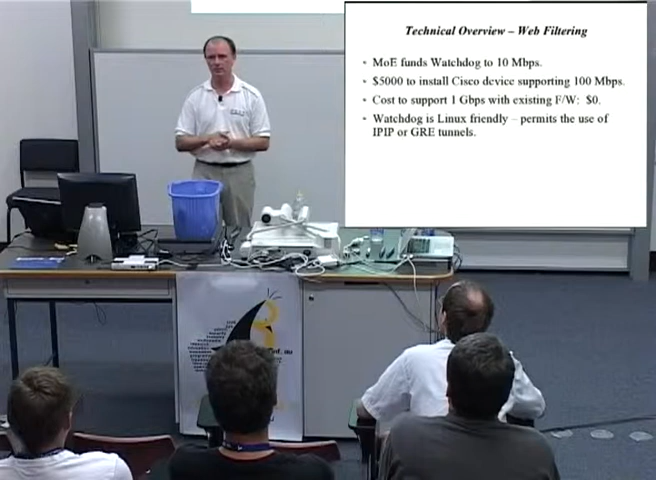 Technical Overview – Web Filtering
MoE funds Watchdog to 10 Mbps.
$5000 to install Cisco device supporting 100 Mbps.
Cost to support 1 Gbps with existing F/W: $0.
Watchdog is Linux friendly – permits the use of
IPIP or GRE tunnels.